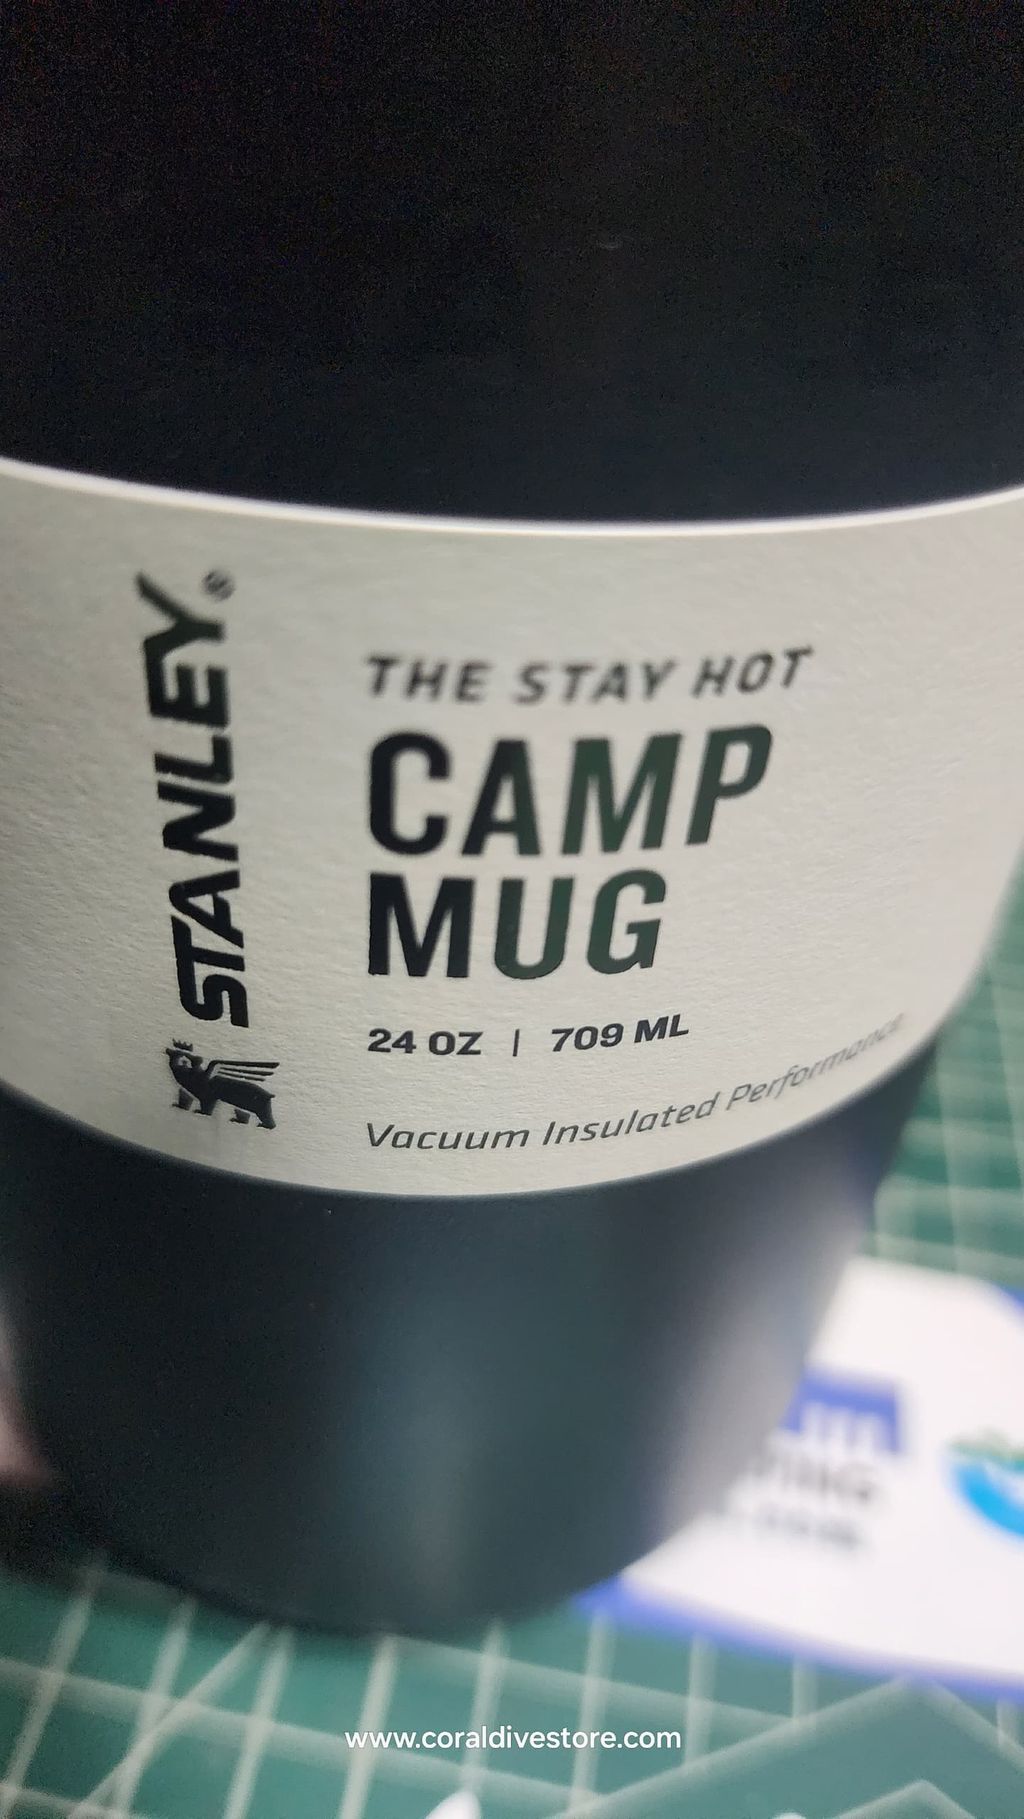 STANLEY®
THE STAY HOT
CAMP
MUG
24 OZ | 709 ML
Vacuum Insulated Performance
www.coraldivestore.com